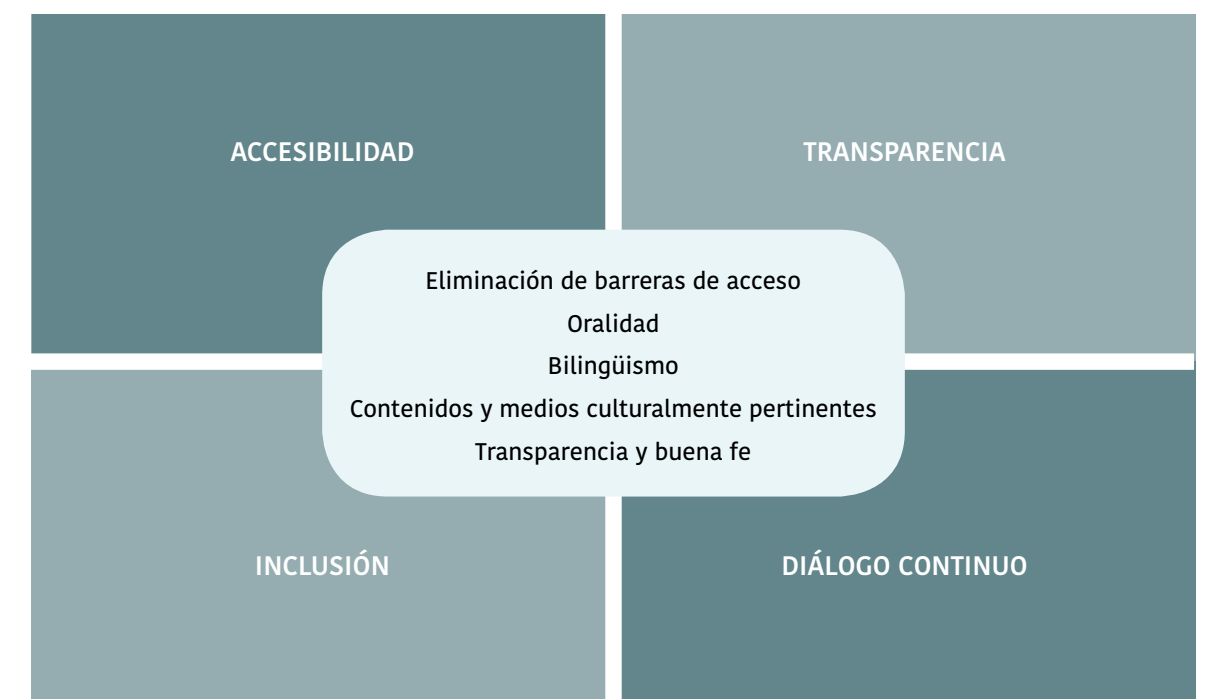 ACCESIBILIDAD
TRANSPARENCIA
Eliminación de barreras de acceso
Oralidad
Bilingüismo
Contenidos y medios culturalmente pertinentes
Transparencia y buena fe
INCLUSIÓN
DIÁLOGO CONTINUO